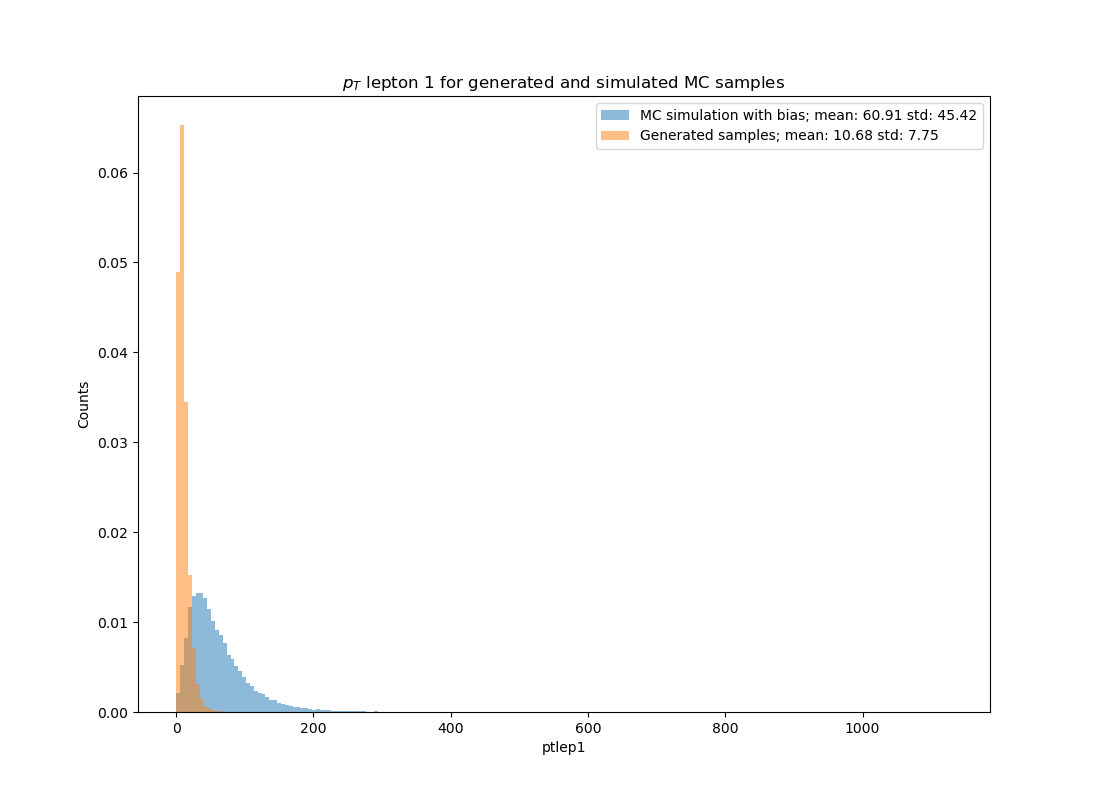 p_T lepton 1 for generated and simulated MC samples
MC simulation with bias; mean: 60.91 std: 45.42
Generated samples; mean: 10.68 std: 7.75
0.06
0.05
0.04
0.03
0.02
0.01
0.00
Counts
0 200 400 600 800 1000
ptlep1